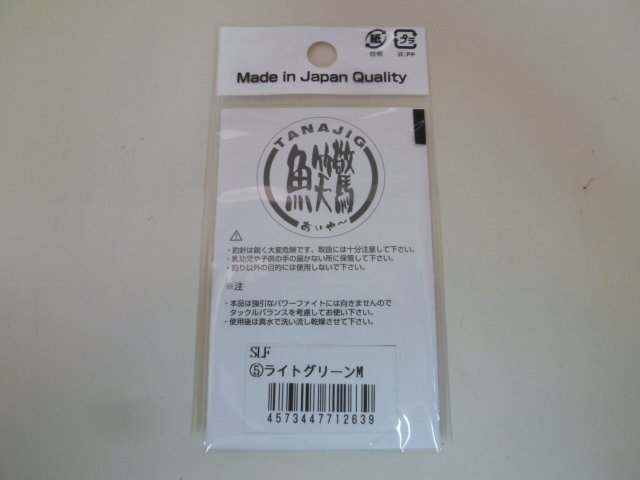 紙
台紙
プラ
袋:PP
Made in Japan Quality
TANAJIG
魚笑驚
おいや〜
・釣針は鋭く大変危険です。取扱には十分注意して下さい。
・乳幼児や子供の手の届かない所に保管して下さい。
・釣り以外の目的には使用しないで下さい。
※注
・本品は強引なパワーファイトには向きませんので
タックルバランスを考慮してお使い下さい。
・使用後は真水で洗い流し乾燥させて下さい。
SLF
⑤ライトグリーンM
4573447712639